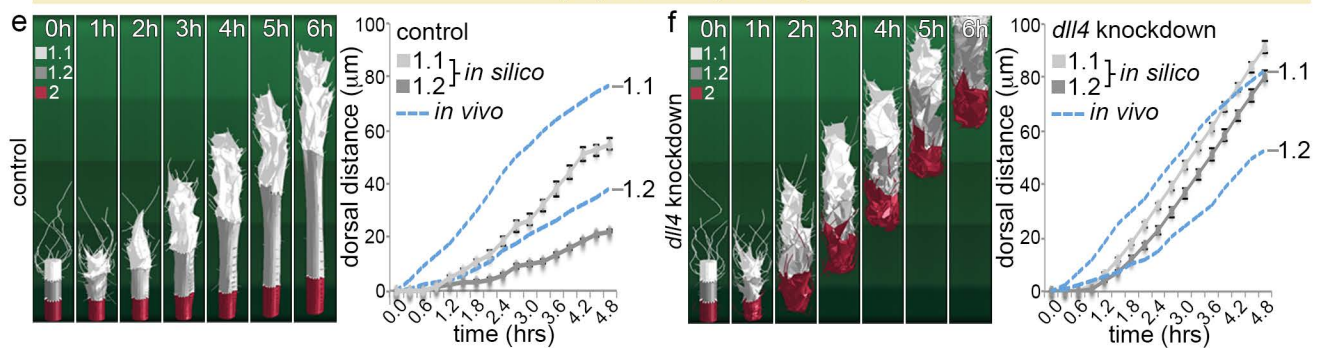 e
0h 1h 2h 3h 4h 5h 6h
1.1
1.2
2
control
dorsal distance (µm)
100
80
60
40
20
0
control
1.1
1.2
in silico
in vivo
1.1
1.2
0.0 0.6 1.2 1.8 2.4 3.0 3.6 4.2 4.8
time (hrs)
f
0h 1h 2h 3h 4h 5h 6h
1.1
1.2
2
dll4 knockdown
dorsal distance (µm)
100
80
60
40
20
0
dll4 knockdown
1.1
1.2
in silico
in vivo
1.1
1.2
0.0 0.6 1.2 1.8 2.4 3.0 3.6 4.2 4.8
time (hrs)